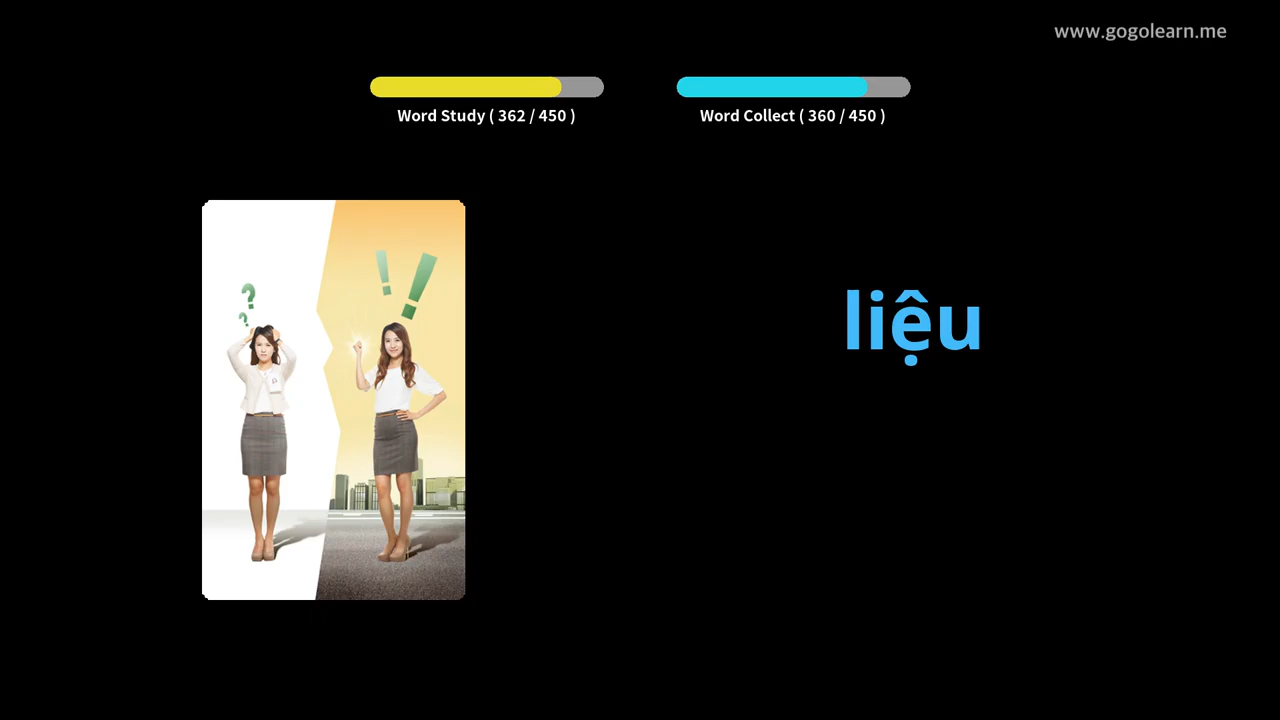 www.gogolearn.me
Word Study ( 362 / 450 )
Word Collect ( 360 / 450 )
? ?
! !
liệu